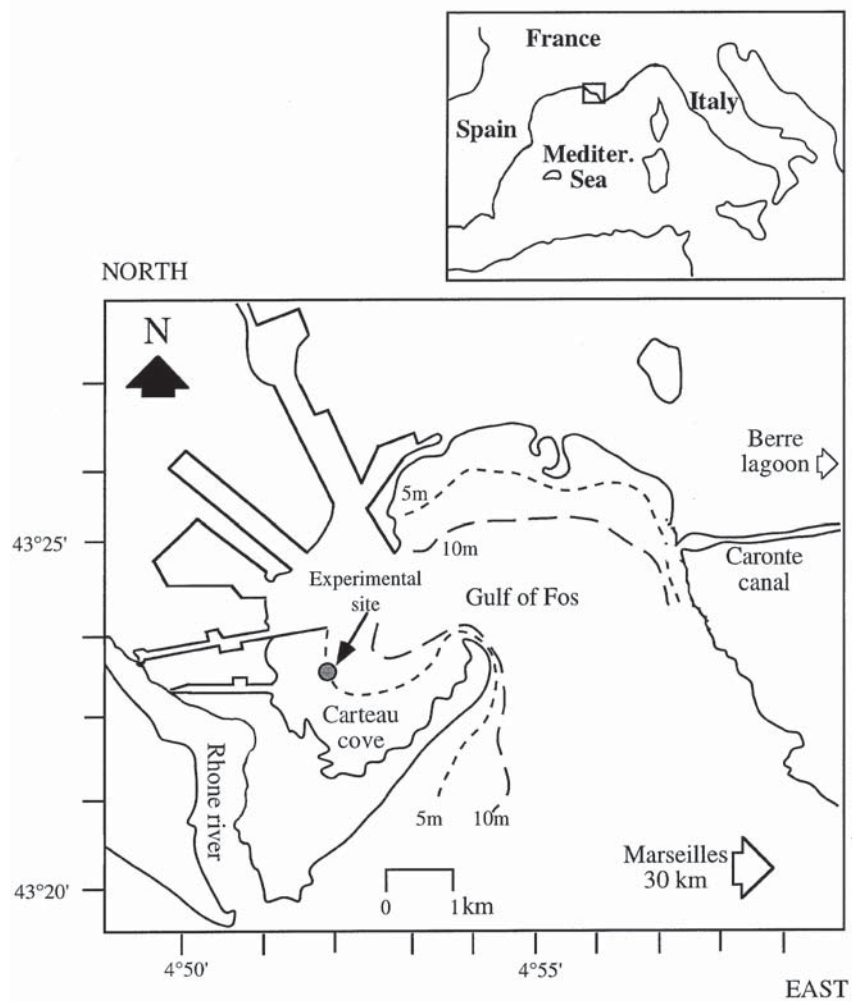 France
Italy
Spain
Mediter.
Sea
NORTH
N
Berre
lagoon
5m
10m
43°25'
Caronte
canal
Experimental
site
Gulf of Fos
Carteau
cove
Rhone river
5m
10m
Marseilles
30 km
43°20'
0
1km
4°50'
4°55'
EAST